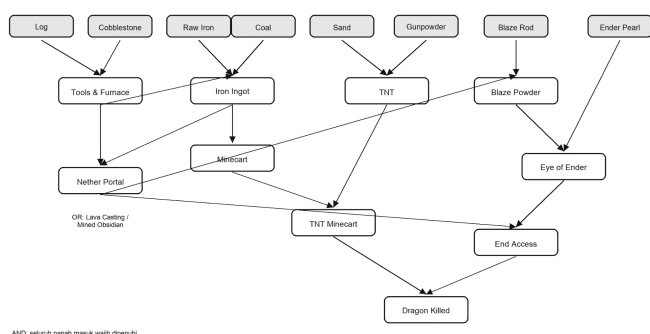 Log
Cobblestone
Raw Iron
Coal
Sand
Gunpowder
Blaze Rod
Ender Pearl
Tools & Furnace
Iron Ingot
TNT
Blaze Powder
Minecart
Eye of Ender
Nether Portal
OR: Lava Casting /
Mined Obsidian
TNT Minecart
End Access
Dragon Killed
AND: seluruh panah masuk wajib dipenuhi